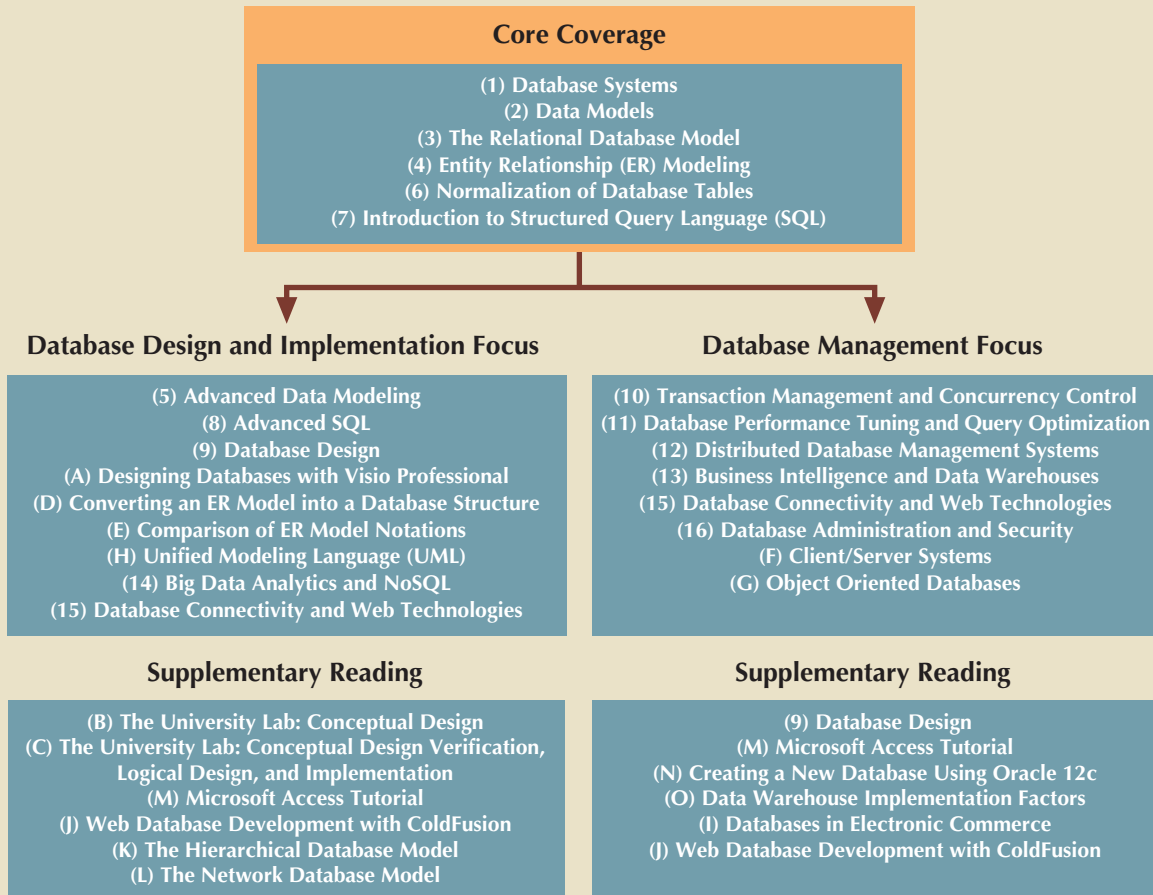 Core Coverage
(1) Database Systems
(2) Data Models
(3) The Relational Database Model
(4) Entity Relationship (ER) Modeling
(6) Normalization of Database Tables
(7) Introduction to Structured Query Language (SQL)
Database Design and Implementation Focus
(5) Advanced Data Modeling
(8) Advanced SQL
(9) Database Design
(A) Designing Databases with Visio Professional
(D) Converting an ER Model into a Database Structure
(E) Comparison of ER Model Notations
(H) Unified Modeling Language (UML)
(14) Big Data Analytics and NoSQL
(15) Database Connectivity and Web Technologies
Supplementary Reading
(B) The University Lab: Conceptual Design
(C) The University Lab: Conceptual Design Verification,
Logical Design, and Implementation
(M) Microsoft Access Tutorial
(J) Web Database Development with ColdFusion
(K) The Hierarchical Database Model
(L) The Network Database Model
Database Management Focus
(10) Transaction Management and Concurrency Control
(11) Database Performance Tuning and Query Optimization
(12) Distributed Database Management Systems
(13) Business Intelligence and Data Warehouses
(15) Database Connectivity and Web Technologies
(16) Database Administration and Security
(F) Client/Server Systems
(G) Object Oriented Databases
Supplementary Reading
(9) Database Design
(M) Microsoft Access Tutorial
(N) Creating a New Database Using Oracle 12c
(O) Data Warehouse Implementation Factors
(I) Databases in Electronic Commerce
(J) Web Database Development with ColdFusion